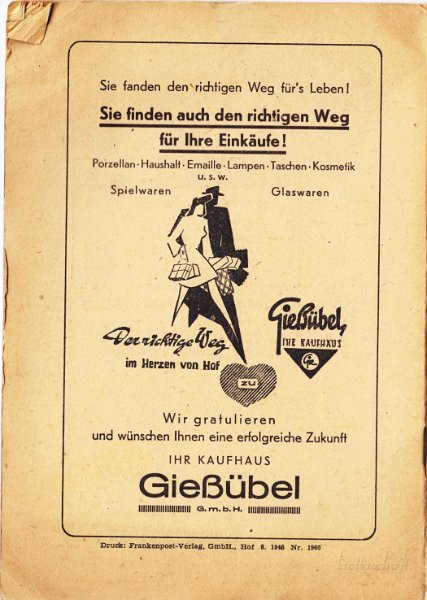 Sie fanden den richtigen Weg für's Leben!
Sie finden auch den richtigen Weg
für Ihre Einkäufe!
Porzellan · Haushalt · Emaille · Lampen · Taschen · Kosmetik
u. s. w.
Spielwaren Glaswaren
Gießübel
IHR KAUFHAUS
Gie
Der richtige Weg
im Herzen von Hof
zu
Wir gratulieren
und wünschen Ihnen eine erfolgreiche Zukunft
IHR KAUFHAUS
Gießübel
G. m. b. H.
Druck: Frankenpost-Verlag, GmbH., Hof 8. 1948 Nr. 1960